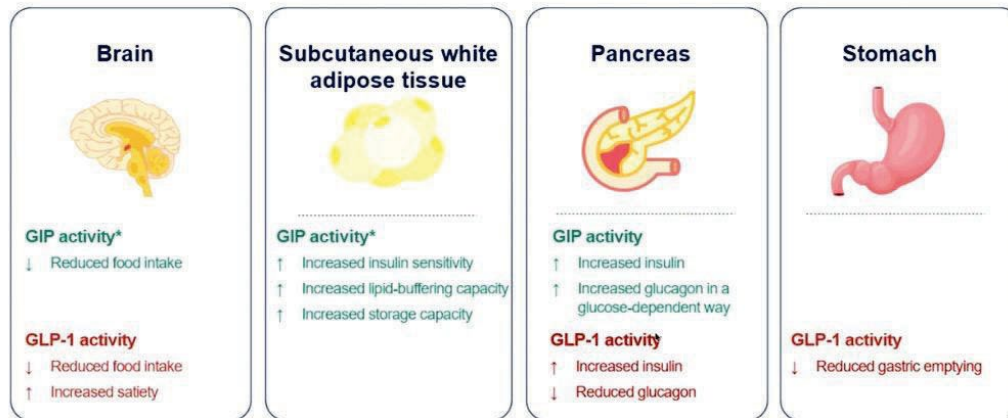 Brain
GIP activity*
↓ Reduced food intake
GLP-1 activity
↓ Reduced food intake
↑ Increased satiety
Subcutaneous white
adipose tissue
GIP activity*
↑ Increased insulin sensitivity
↑ Increased lipid-buffering capacity
↑ Increased storage capacity
Pancreas
GIP activity
↑ Increased insulin
↑ Increased glucagon in a
glucose-dependent way
GLP-1 activity
↑ Increased insulin
↓ Reduced glucagon
Stomach
GLP-1 activity
↓ Reduced gastric emptying